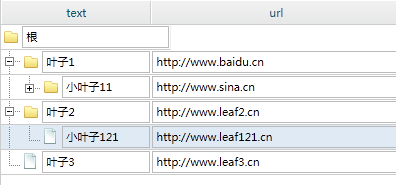 text url
根
叶子1 http://www.baidu.cn
小叶子11 http://www.sina.cn
叶子2 http://www.leaf2.cn
小叶子121 http://www.leaf121.cn
叶子3 http://www.leaf3.cn